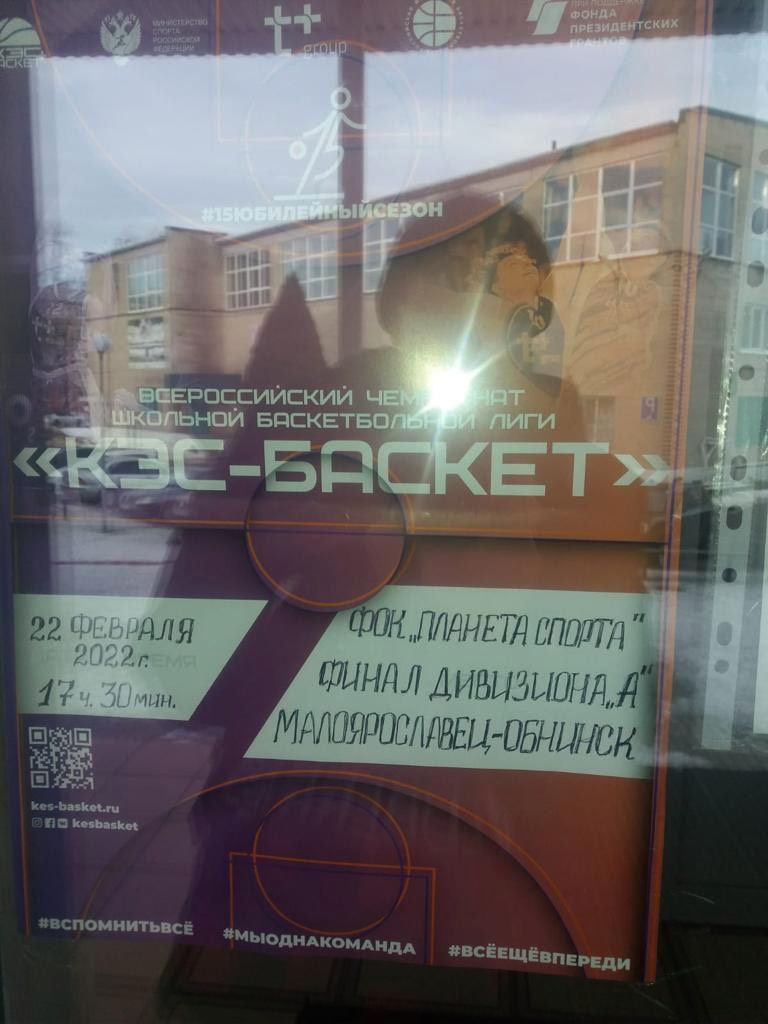 КЭС
БАСКЕТ
МИНИСТЕРСТВО
СПОРТА
РОССИЙСКОЙ
ФЕДЕРАЦИИ
t+
group
ПРИ ПОДДЕРЖКЕ
ФОНДА
ПРЕЗИДЕНТСКИХ
ГРАНТОВ
#15ЮБИЛЕЙНЫЙСЕЗОН
ВСЕРОССИЙСКИЙ ЧЕМПИОНАТ
ШКОЛЬНОЙ БАСКЕТБОЛЬНОЙ ЛИГИ
«КЭС-БАСКЕТ»
22 ФЕВРАЛЯ
2022 г.
17 ч. 30 мин.
ФОК „ПЛАНЕТА СПОРТА"
ФИНАЛ ДИВИЗИОНА „А"
МАЛОЯРОСЛАВЕЦ-ОБНИНСК
kes-basket.ru
kesbasket
#ВСПОМНИТЬВСЁ
#МЫОДНАКОМАНДА
#ВСЁЕЩЁВПЕРЕДИ